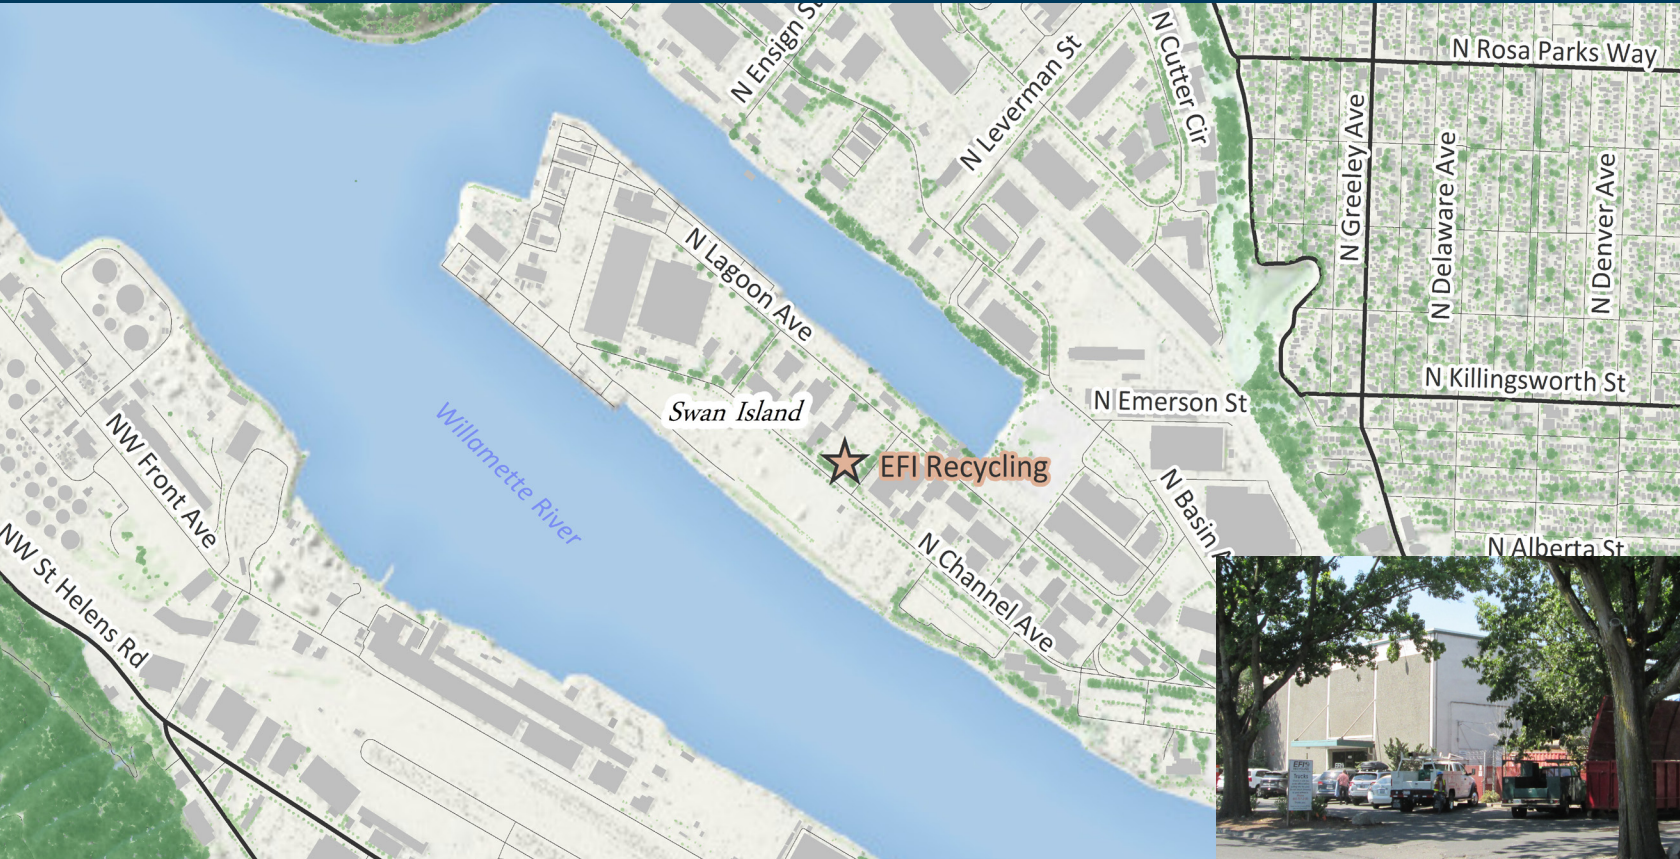 N Ensign St
N Leverman St
N Cutter Cir
N Rosa Parks Way
N Greeley Ave
N Delaware Ave
N Denver Ave
N Lagoon Ave
N Killingsworth St
N Emerson St
Swan Island
Willamette River
EFI Recycling
NW Front Ave
N Basin A
NW St Helens Rd
N Channel Ave
N Alberta St
EFI